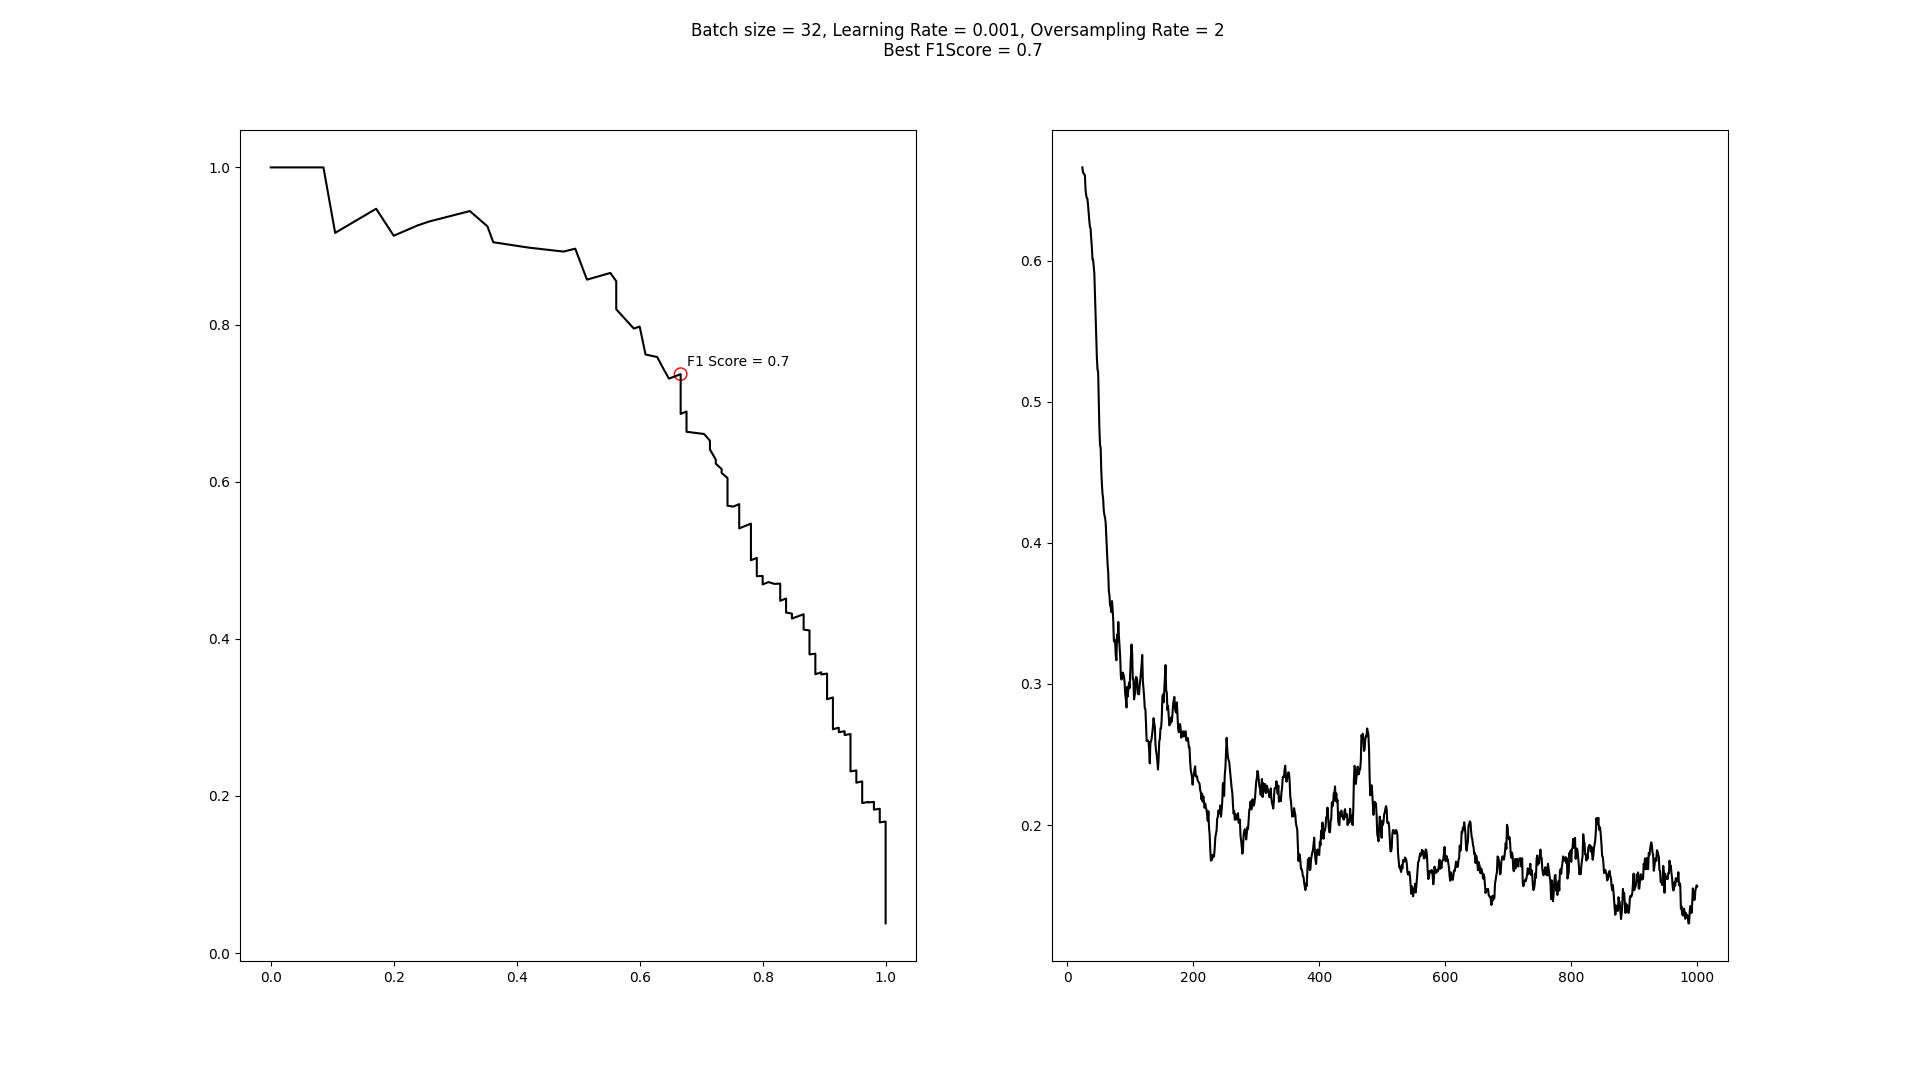 Batch size = 32, Learning Rate = 0.001, Oversampling Rate = 2
Best F1Score = 0.7
1.0
0.8
0.6
0.4
0.2
0.0
F1 Score = 0.7
0.0 0.2 0.4 0.6 0.8 1.0
0.6
0.5
0.4
0.3
0.2
0 200 400 600 800 1000